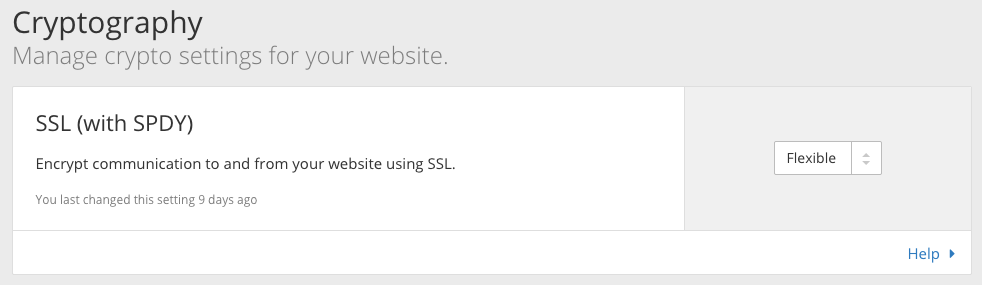 Cryptography
Manage crypto settings for your website.
SSL (with SPDY)
Encrypt communication to and from your website using SSL.
Flexible
You last changed this setting 9 days ago
Help